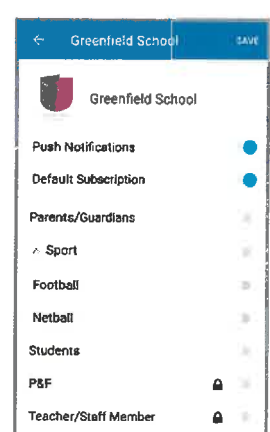 Greenfield School SAVE
Greenfield School
Push Notifications
Default Subscription
Parents/Guardians
Sport
Football
Netball
Students
P&F
Teacher/Staff Member